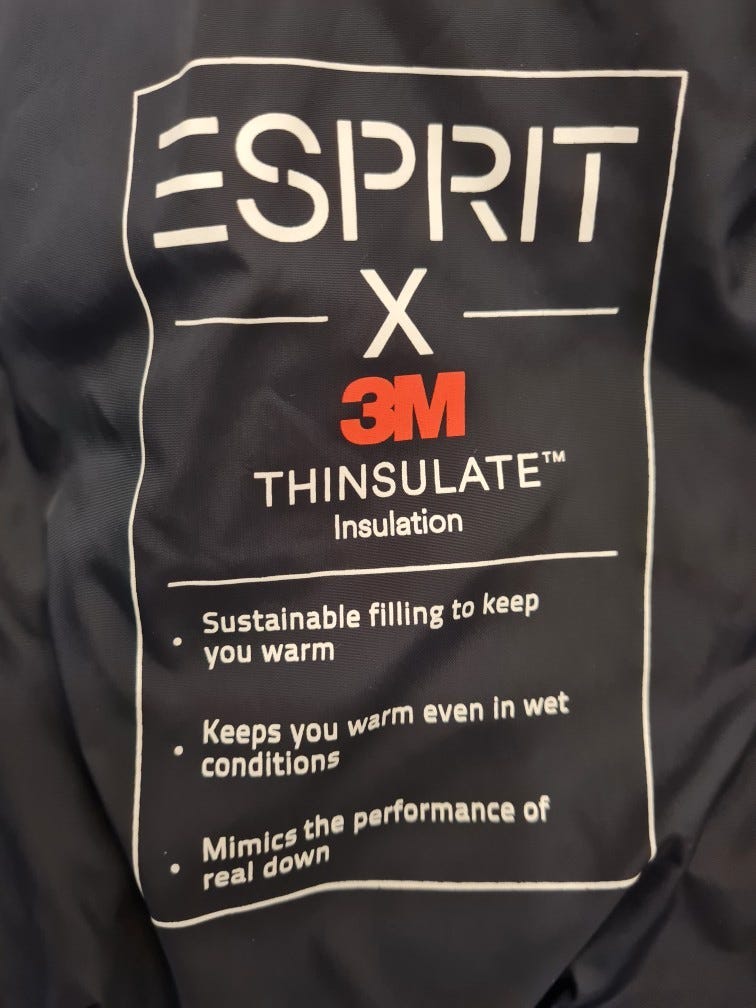 ESPRIT
X
3M
THINSULATE™
Insulation
• Sustainable filling to keep
you warm
• Keeps you warm even in wet
conditions
• Mimics the performance of
real down